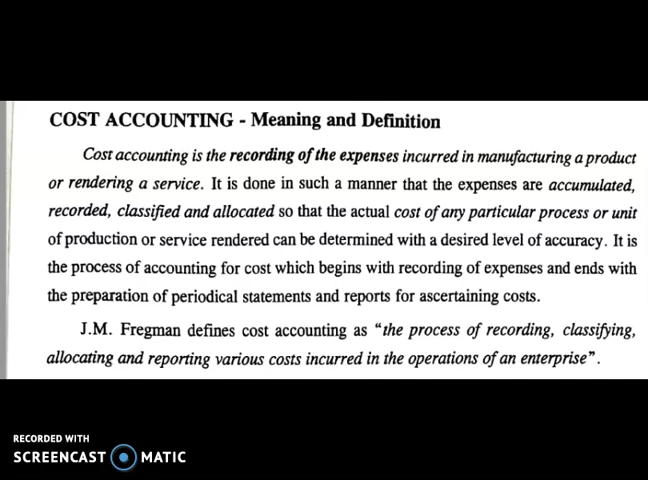 COST ACCOUNTING - Meaning and Definition
Cost accounting is the recording of the expenses incurred in manufacturing a product
or rendering a service. It is done in such a manner that the expenses are accumulated,
recorded, classified and allocated so that the actual cost of any particular process or unit
of production or service rendered can be determined with a desired level of accuracy. It is
the process of accounting for cost which begins with recording of expenses and ends with
the preparation of periodical statements and reports for ascertaining costs.
J.M. Fregman defines cost accounting as “the process of recording, classifying,
allocating and reporting various costs incurred in the operations of an enterprise”.
RECORDED WITH
SCREENCAST MATIC